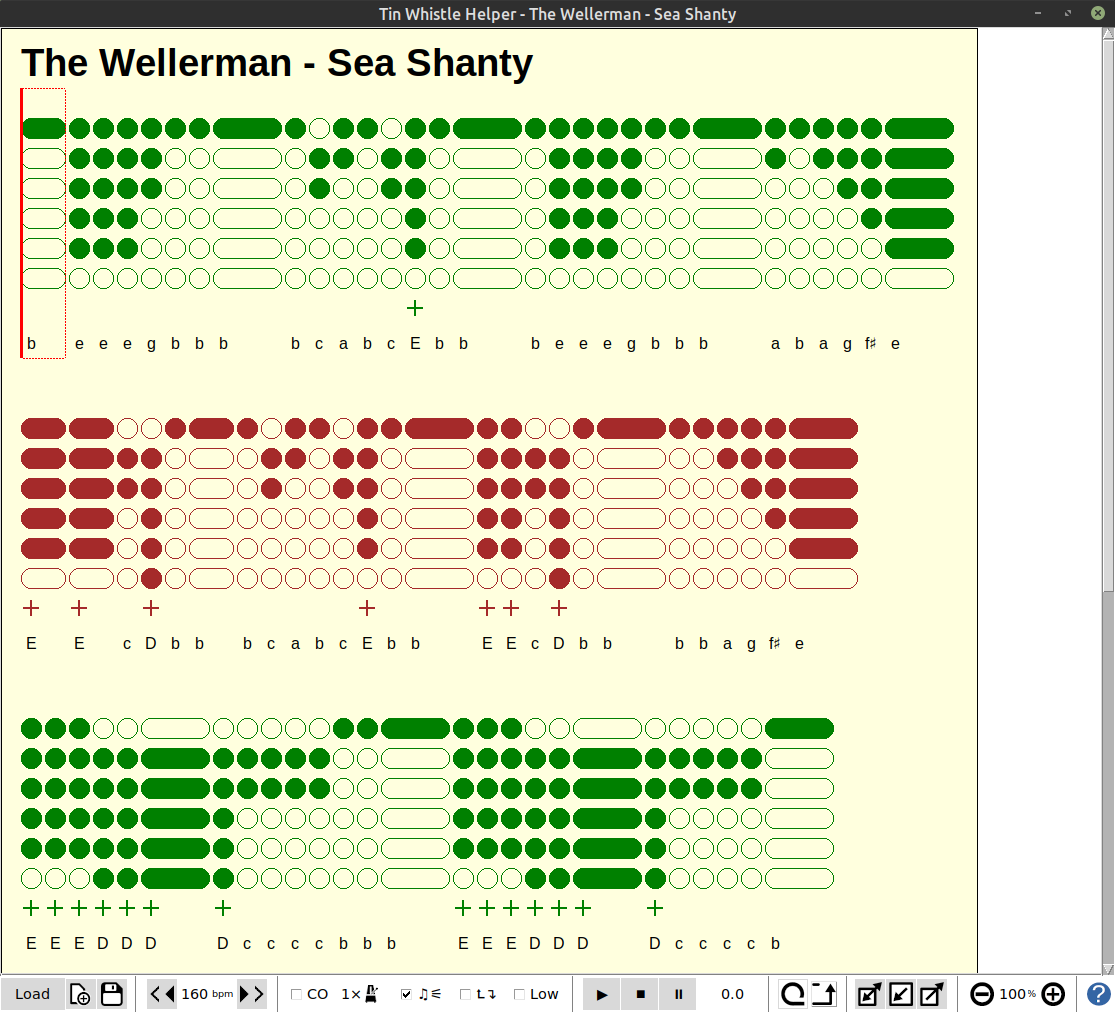 Tin Whistle Helper - The Wellerman - Sea Shanty
The Wellerman - Sea Shanty
+
b e e e g b b b b c a b c E b b b e e e g b b b a b a g f♯ e
+ + + + + + +
E E c D b b b c a b c E b b E E c D b b b b a g f♯ e
+ + + + + + + + + + + + + +
E E E D D D D c c c c b b b E E E D D D D c c c c b
Load 160 bpm CO 1× Low 0.0 100% ?